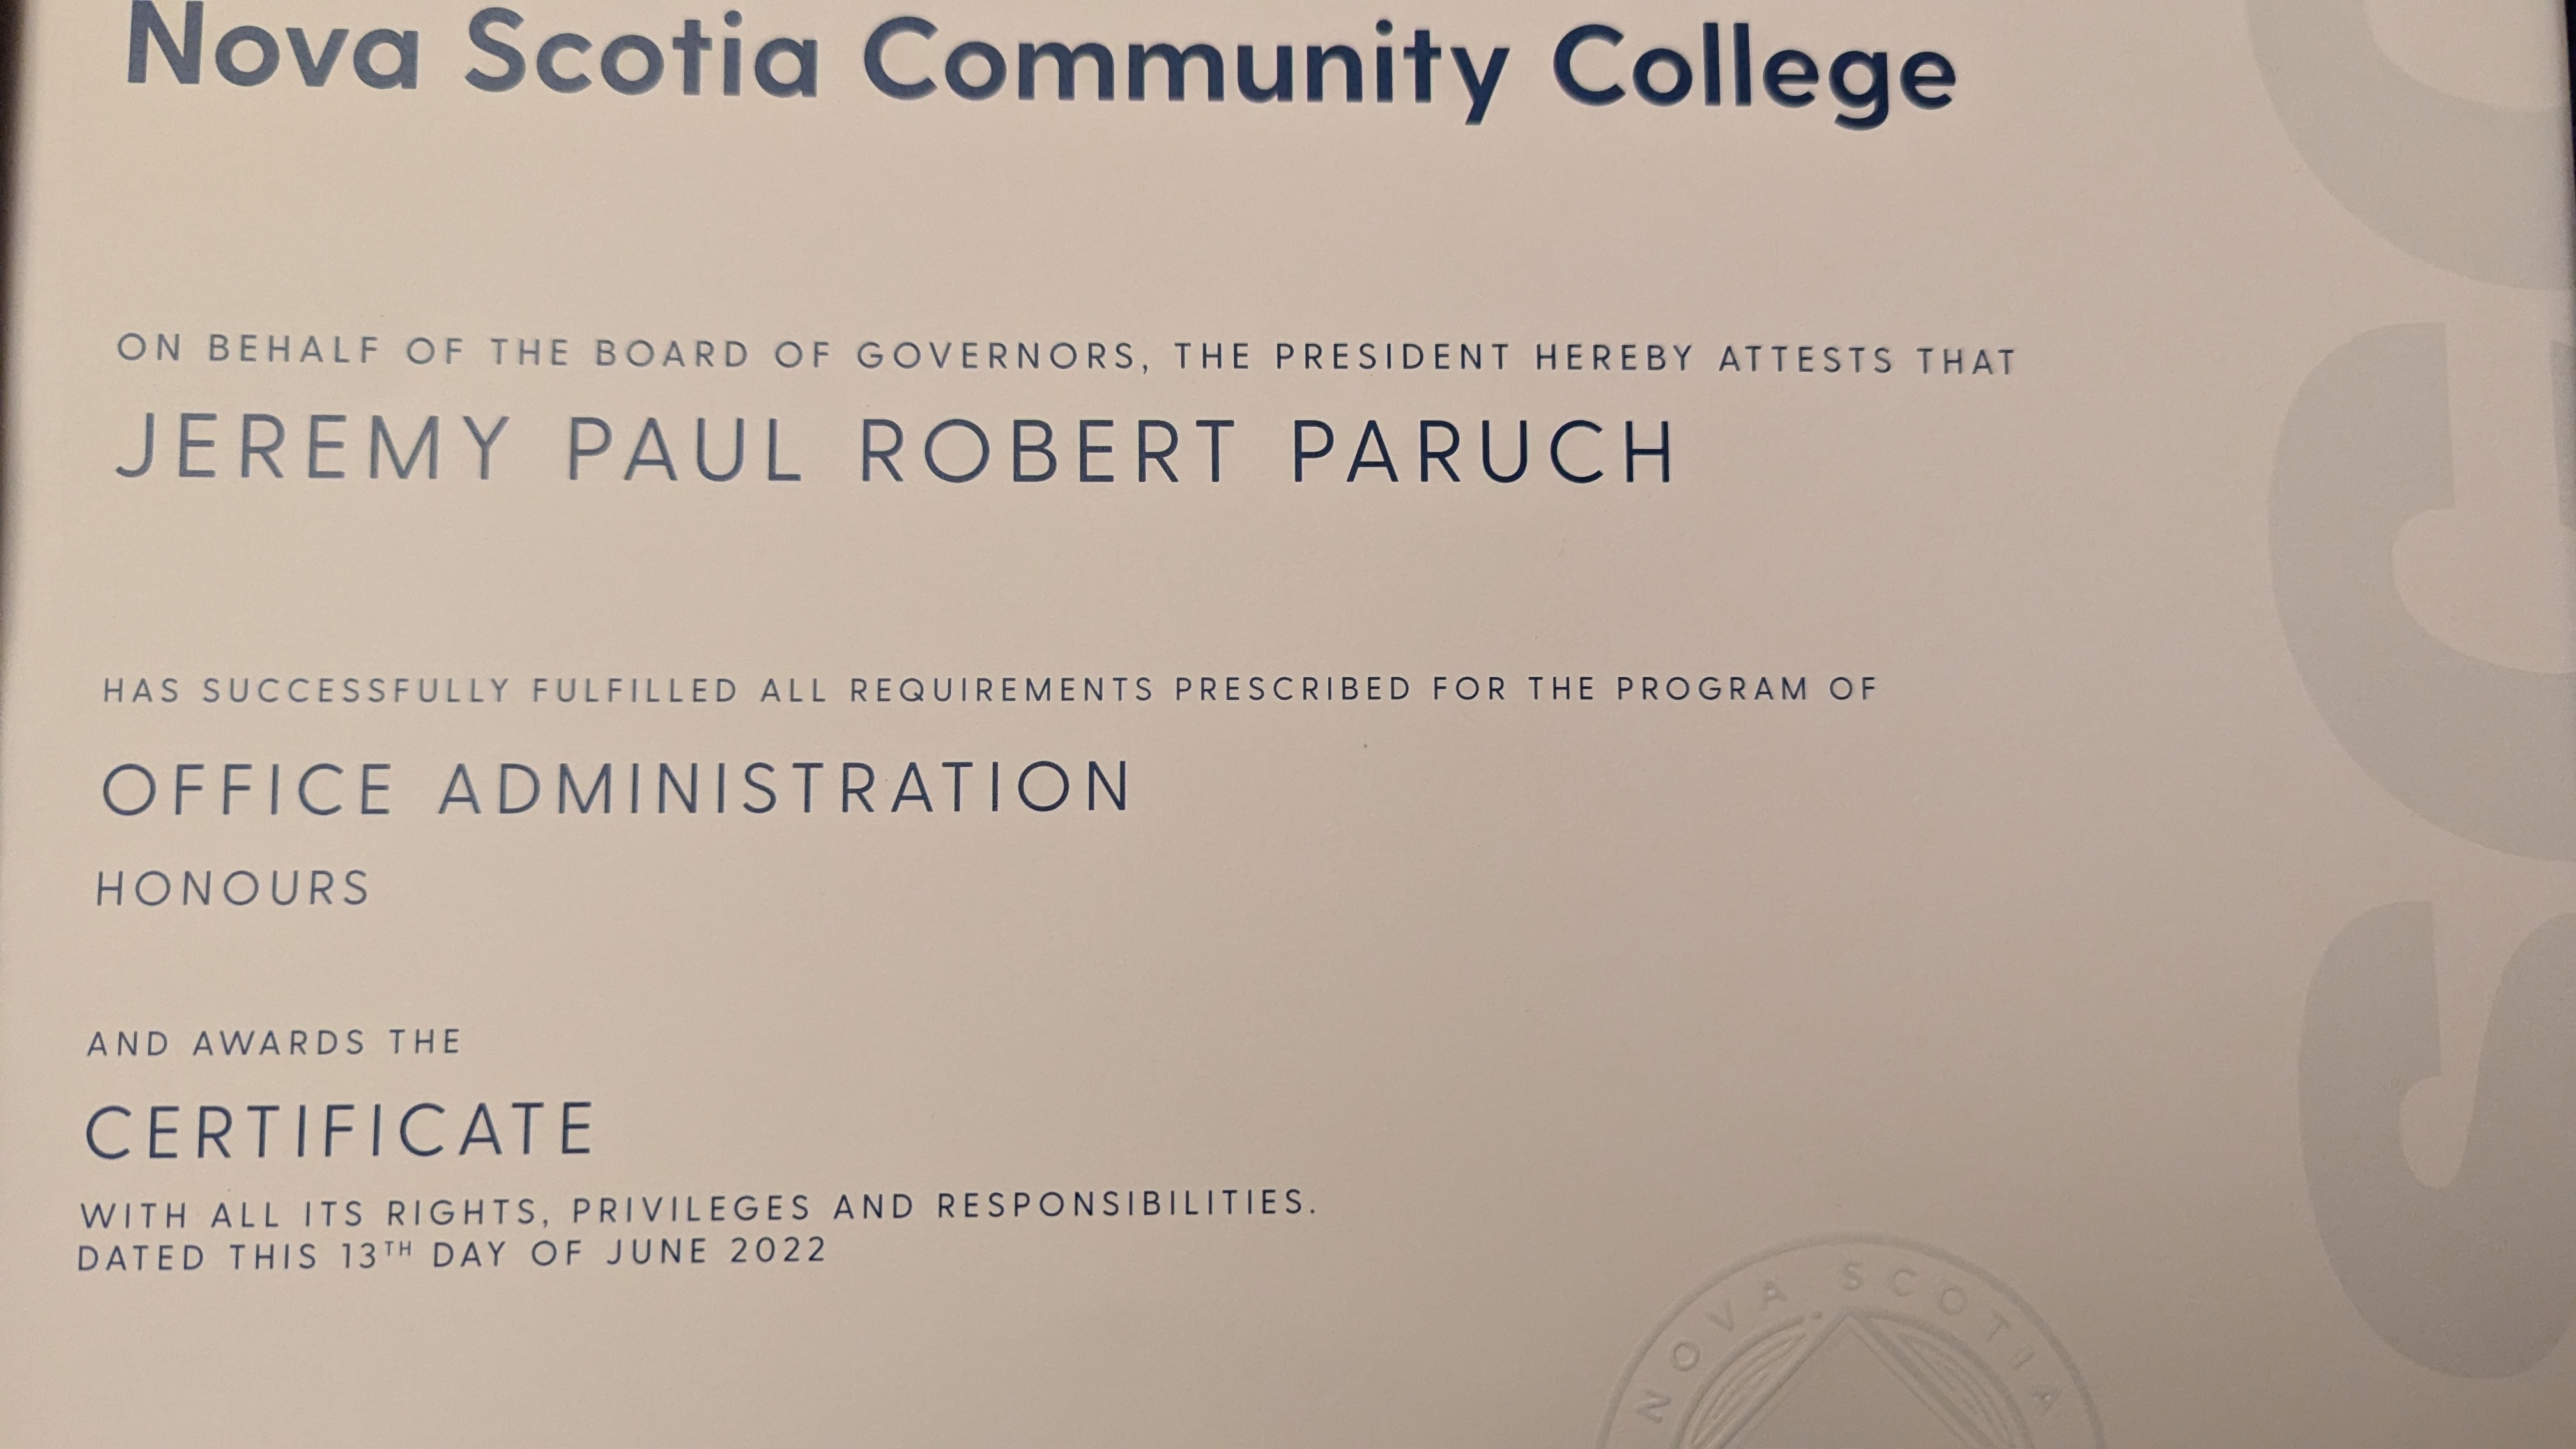 Nova Scotia Community College
ON BEHALF OF THE BOARD OF GOVERNORS, THE PRESIDENT HEREBY ATTESTS THAT
JEREMY PAUL ROBERT PARUCH
HAS SUCCESSFULLY FULFILLED ALL REQUIREMENTS PRESCRIBED FOR THE PROGRAM OF
OFFICE ADMINISTRATION
HONOURS
AND AWARDS THE
CERTIFICATE
WITH ALL ITS RIGHTS, PRIVILEGES AND RESPONSIBILITIES.
DATED THIS 13TH DAY OF JUNE 2022
NOVA SCOTIA